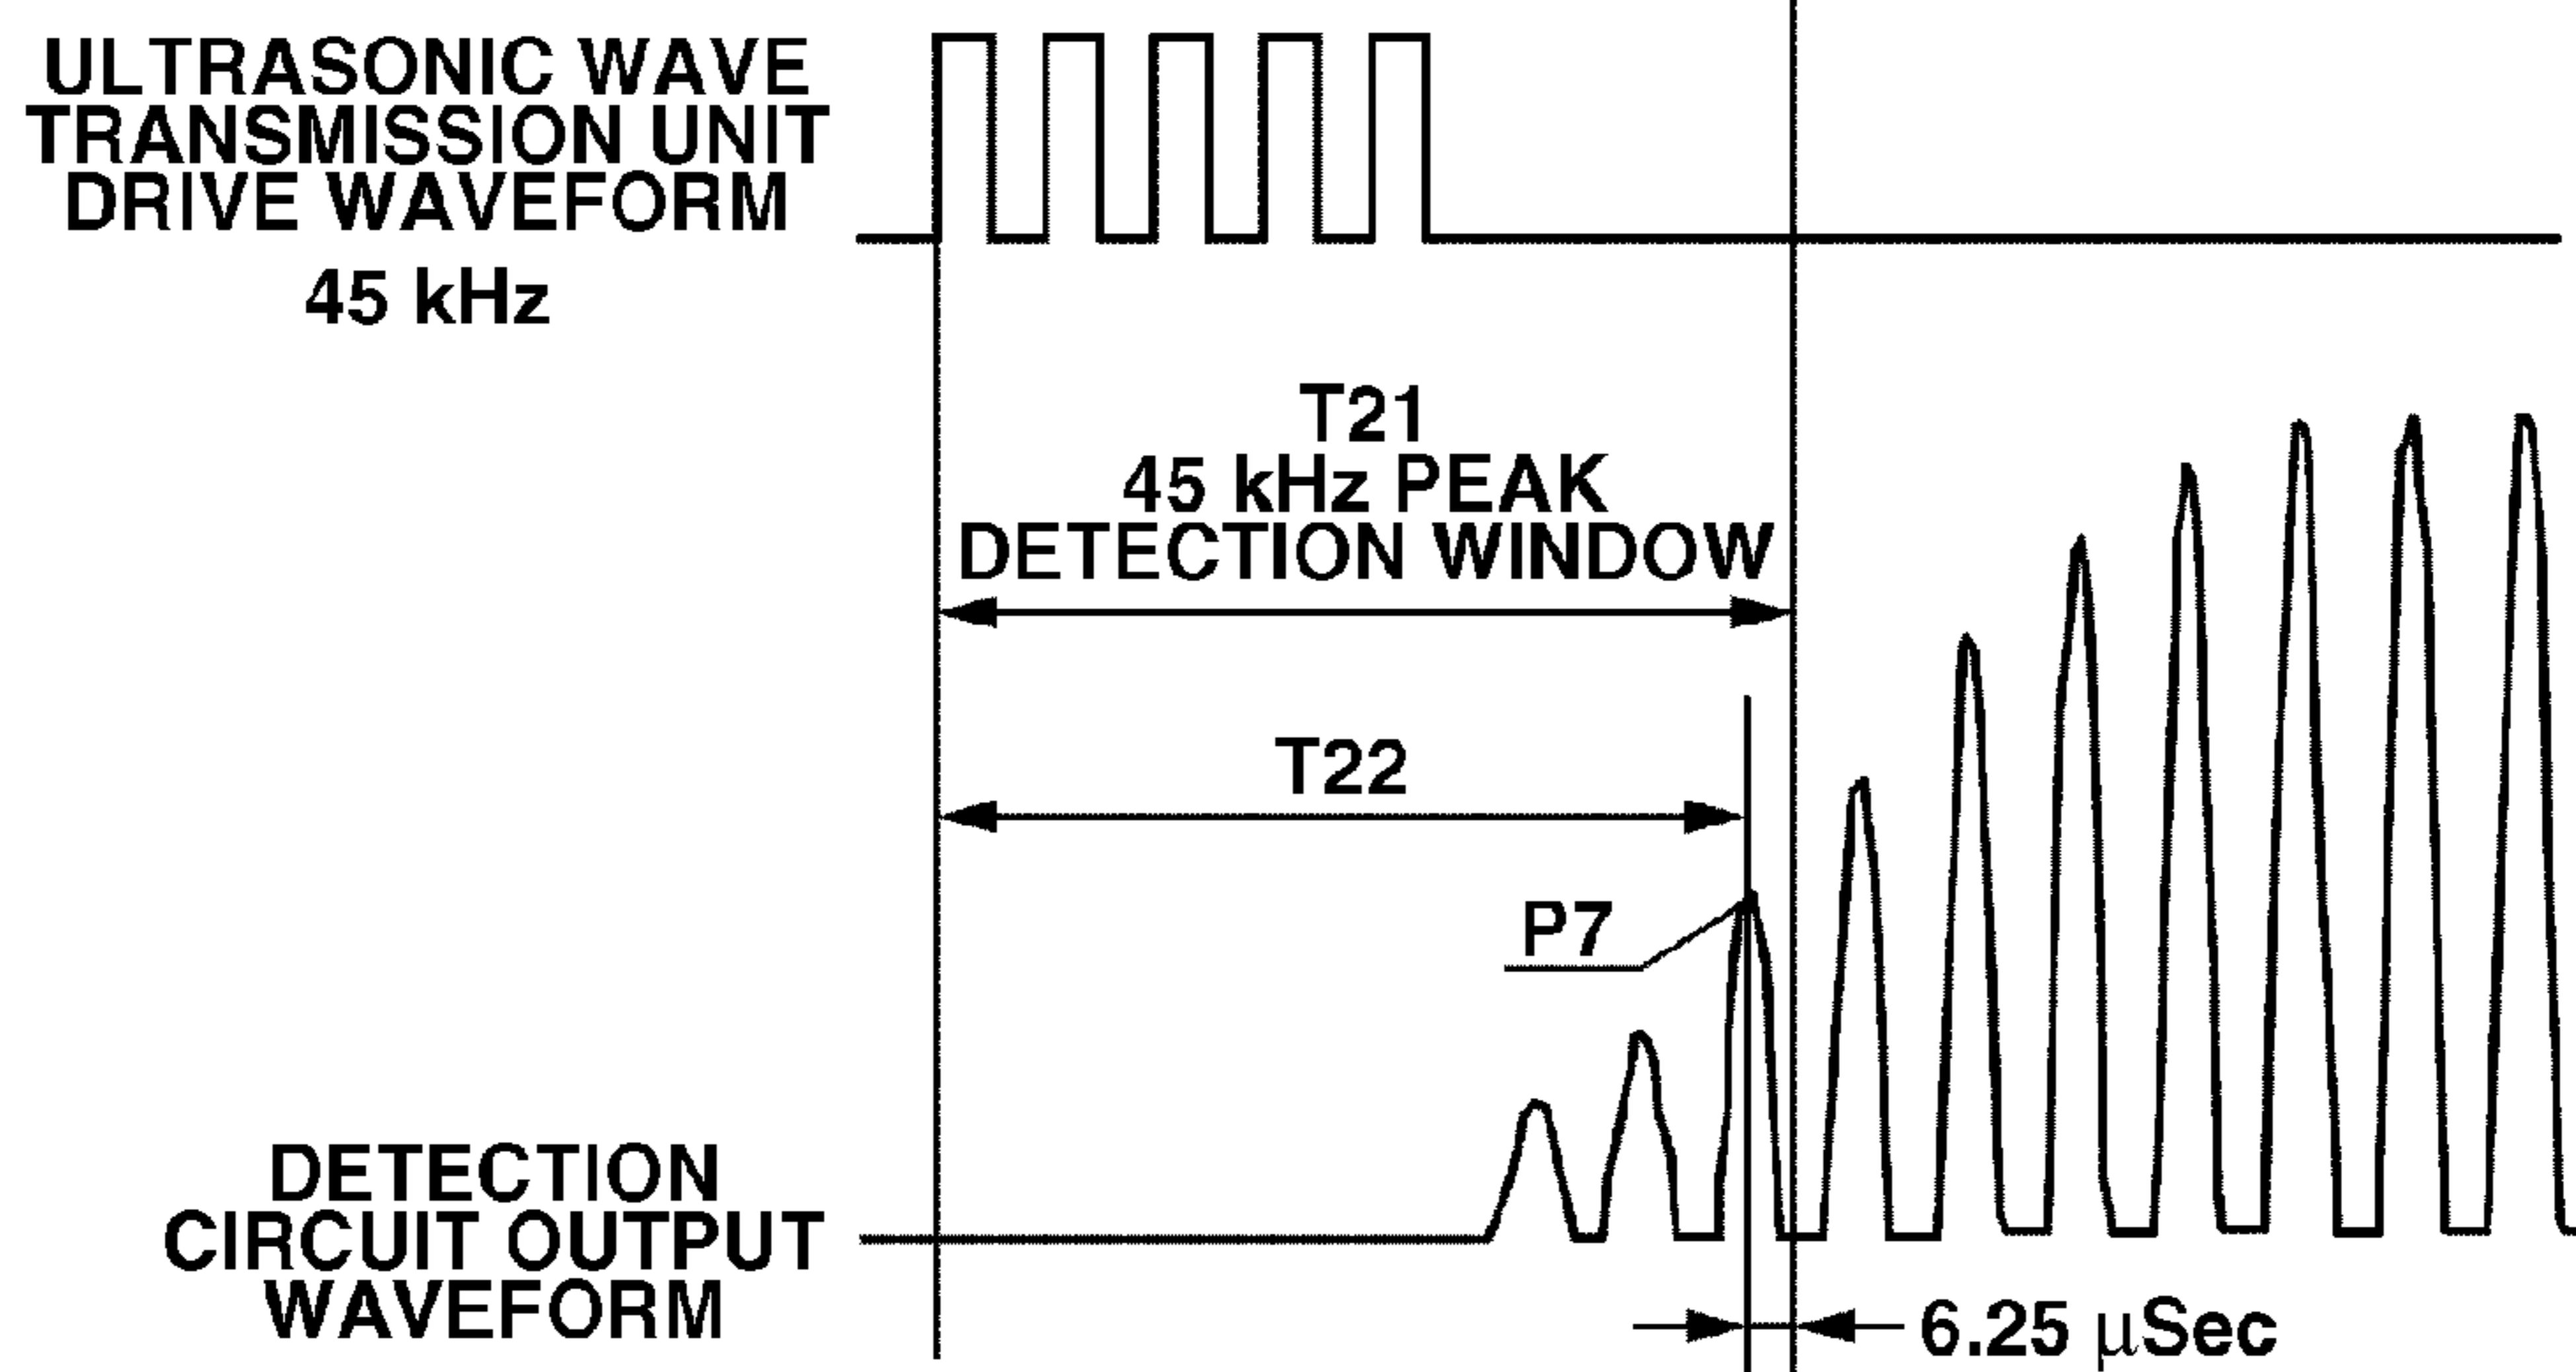 ULTRASONIC WAVE
TRANSMISSION UNIT
DRIVE WAVEFORM
45 kHz
T21
45 kHz PEAK
DETECTION WINDOW
T22
P7
DETECTION
CIRCUIT OUTPUT
WAVEFORM
6.25 μSec